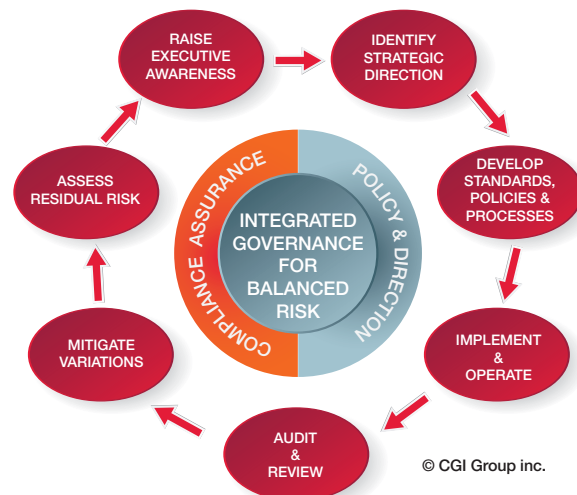 RAISE
EXECUTIVE
AWARENESS
IDENTIFY
STRATEGIC
DIRECTION
DEVELOP
STANDARDS,
POLICIES &
PROCESSES
IMPLEMENT
&
OPERATE
AUDIT
&
REVIEW
MITIGATE
VARIATIONS
ASSESS
RESIDUAL RISK
COMPLIANCE ASSURANCE
POLICY & DIRECTION
INTEGRATED
GOVERNANCE
FOR
BALANCED
RISK
© CGI Group inc.